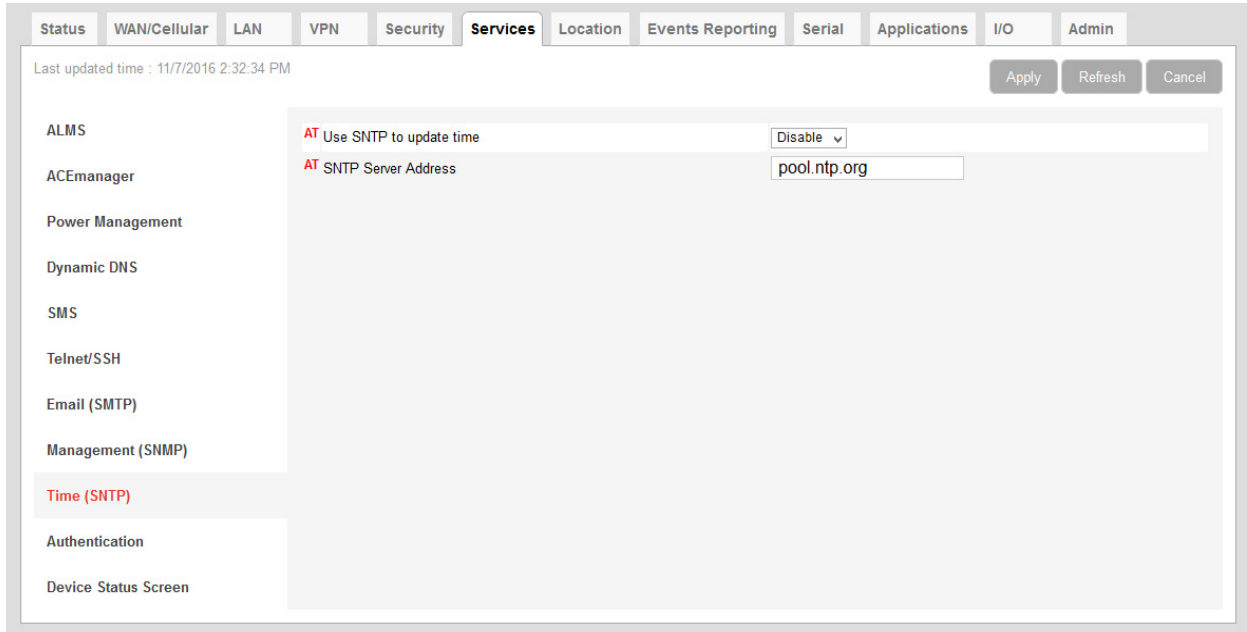 Status WAN/Cellular LAN VPN Security Services Location Events Reporting Serial Applications I/O Admin
Last updated time : 11/7/2016 2:32:34 PM
Apply Refresh Cancel
ALMS
AT Use SNTP to update time Disable
AT SNTP Server Address pool.ntp.org
ACEmanager
Power Management
Dynamic DNS
SMS
Telnet/SSH
Email (SMTP)
Management (SNMP)
Time (SNTP)
Authentication
Device Status Screen